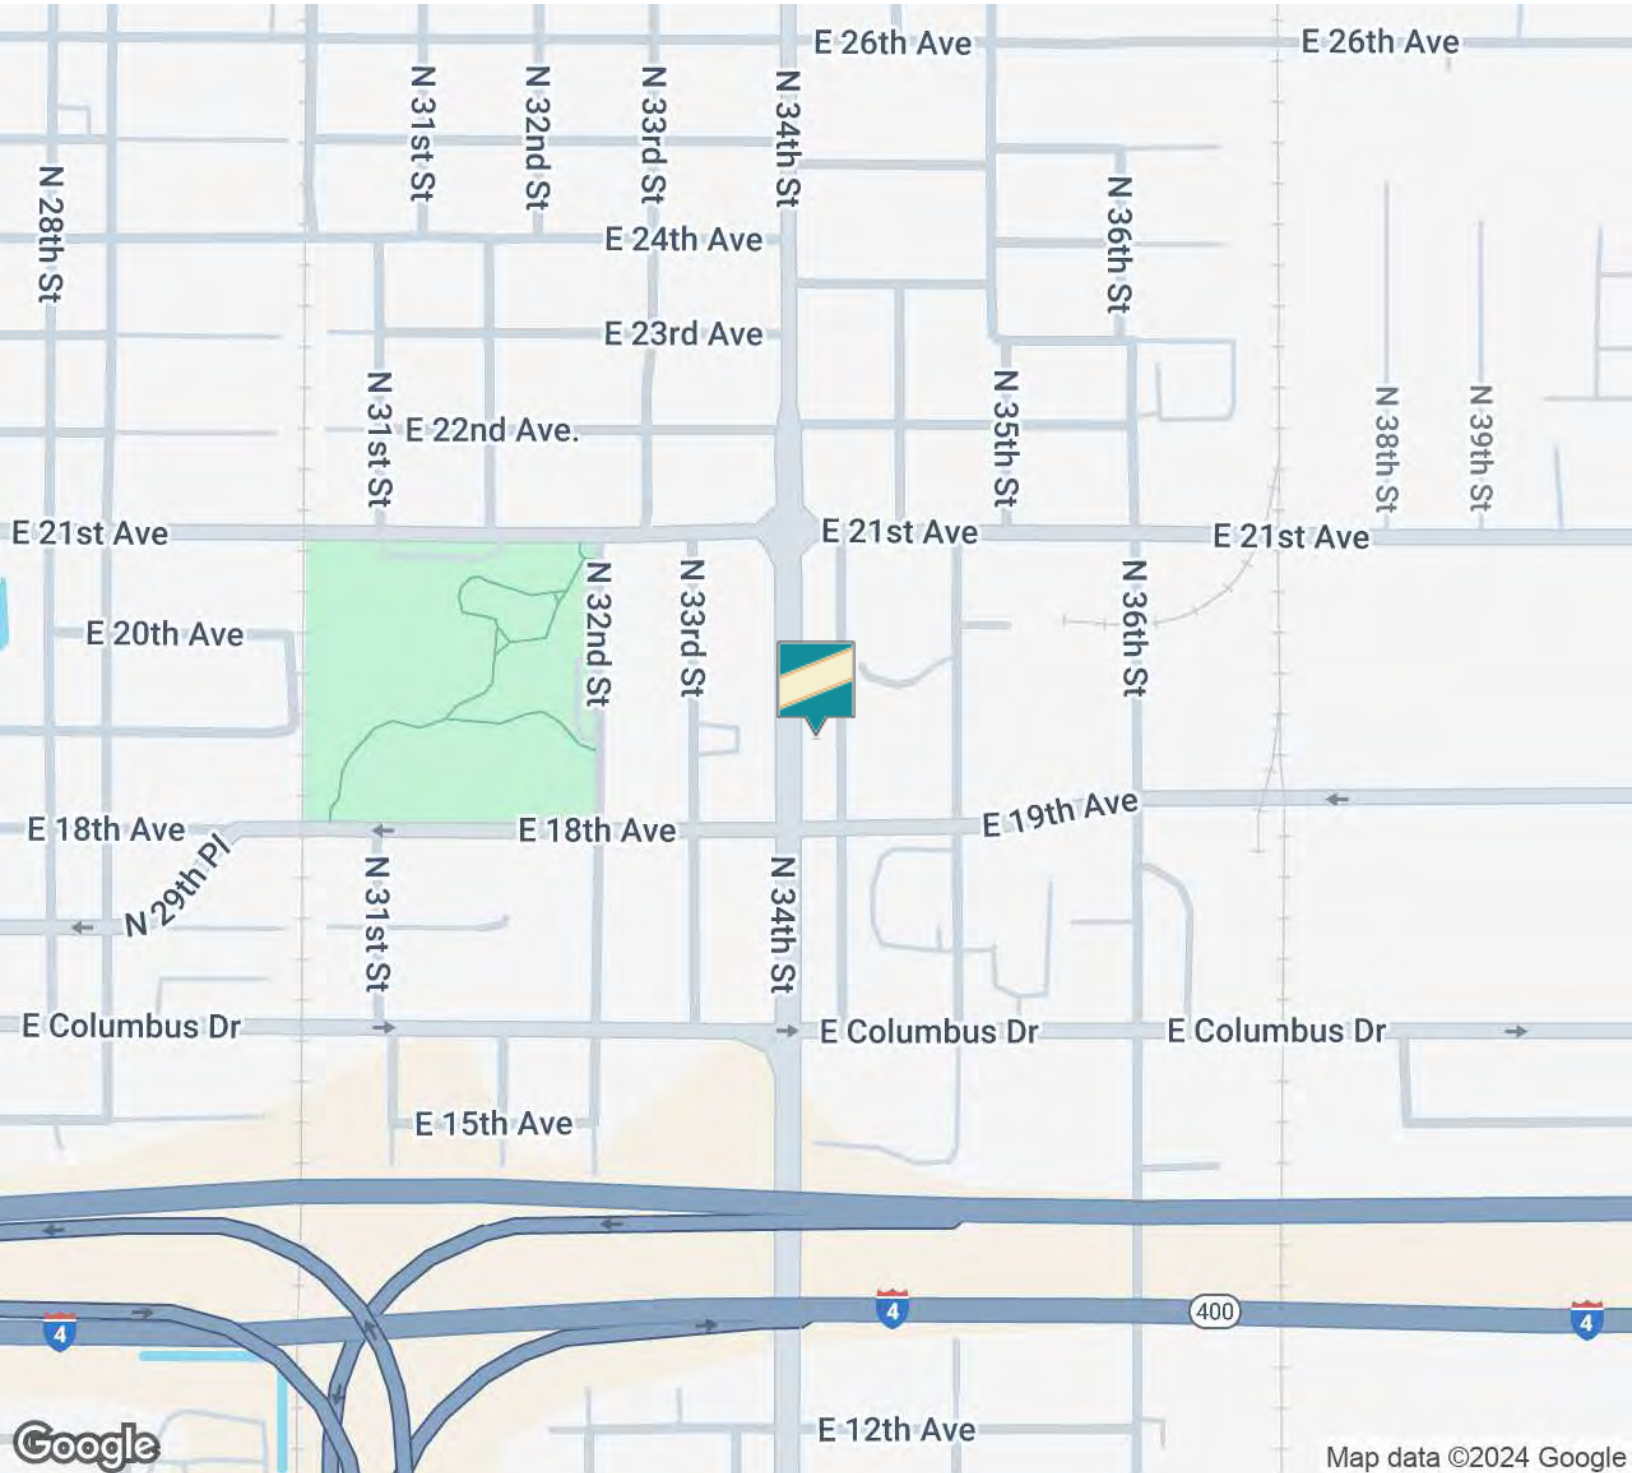 E 26th Ave
E 26th Ave
N 31st St
N 32nd St
N 33rd St
N 34th St
N 28th St
N 36th St
E 24th Ave
E 23rd Ave
N 31st St
E 22nd Ave.
N 35th St
N 38th St
N 39th St
E 21st Ave
E 21st Ave
E 21st Ave
N 32nd St
N 33rd St
N 36th St
E 20th Ave
E 19th Ave
E 18th Ave
E 18th Ave
N 29th Pl
N 31st St
N 34th St
E Columbus Dr
E Columbus Dr
E Columbus Dr
E 15th Ave
4
4
400
4
E 12th Ave
Google
Map data ©2024 Google